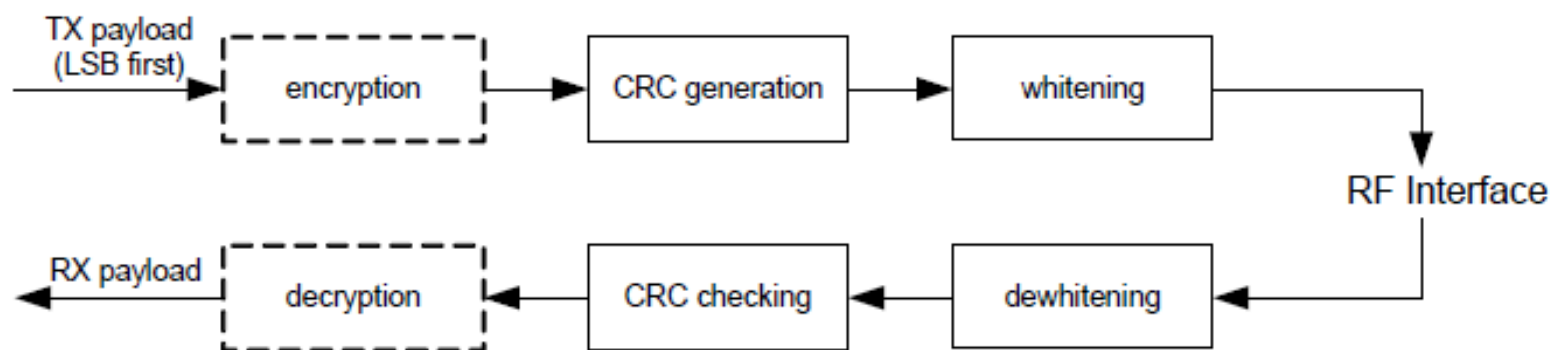 TX payload
(LSB first)
encryption
CRC generation
whitening
RF Interface
RX payload
decryption
CRC checking
dewhitening